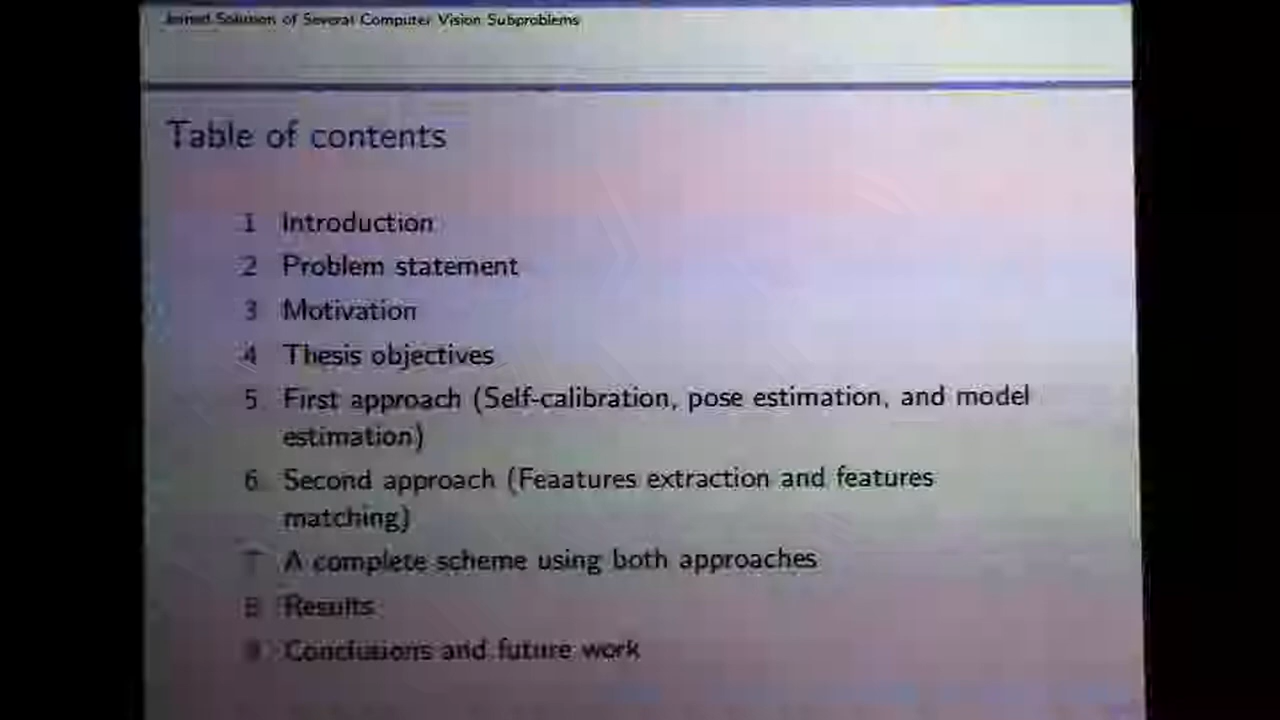 Joined Solution of Several Computer Vision Subproblems
Table of contents
1 Introduction
2 Problem statement
3 Motivation
4 Thesis objectives
5 First approach (Self-calibration, pose estimation, and model
estimation)
6 Second approach (Feaatures extraction and features
matching)
7 A complete scheme using both approaches
8 Results
9 Conclusions and future work